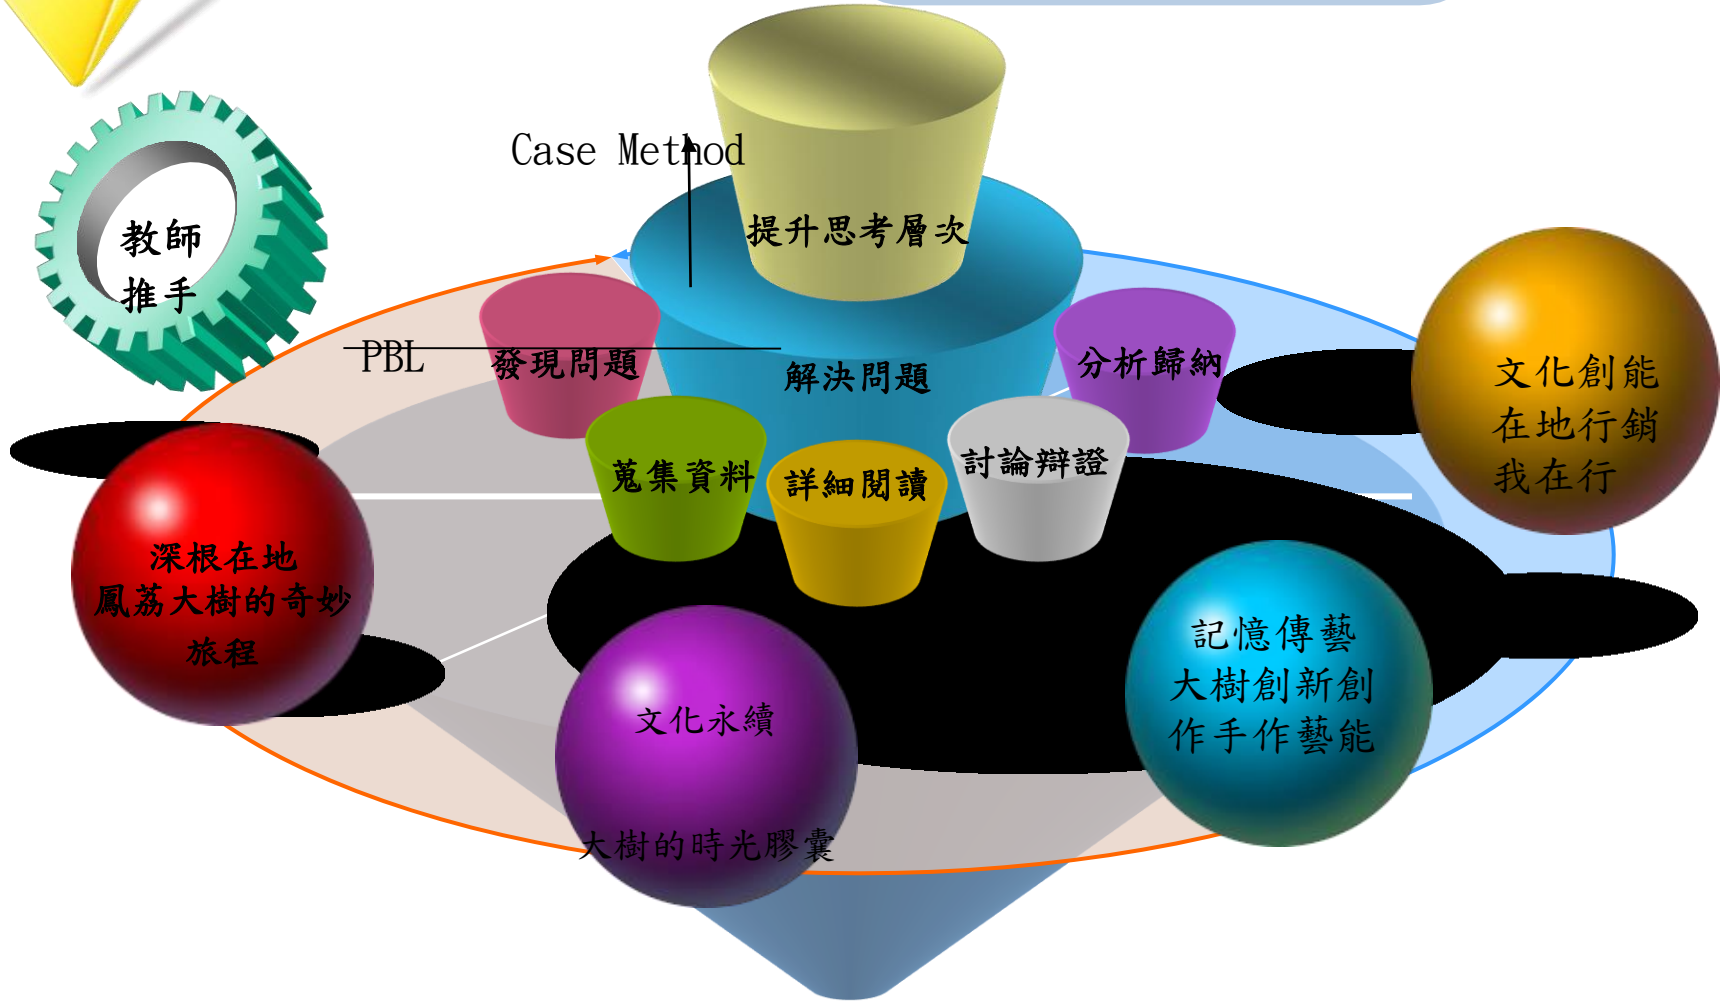 Case Method
提升思考層次
教師
推手
PBL
發現問題
解決問題
分析歸納
蒐集資料
詳細閱讀
討論辯證
文化創能
在地行銷
我在行
深根在地
鳳荔大樹的奇妙
旅程
記憶傳藝
大樹創新創
作手作藝能
文化永續
大樹的時光膠囊